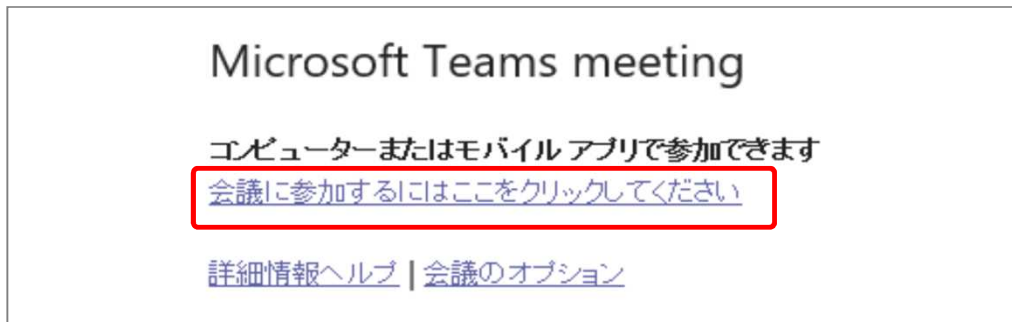 Microsoft Teams meeting
コンピューターまたはモバイル アプリで参加できます
会議に参加するにはここをクリックしてください
詳細情報ヘルプ | 会議のオプション